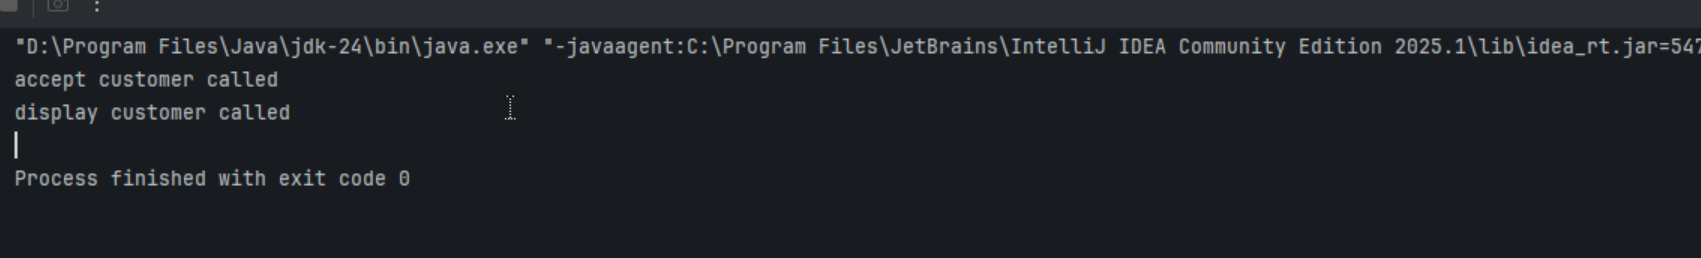 "D:\Program Files\Java\jdk-24\bin\java.exe" "-javaagent:C:\Program Files\JetBrains\IntelliJ IDEA Community Edition 2025.1\lib\idea_rt.jar=547
accept customer called
display customer called
Process finished with exit code 0